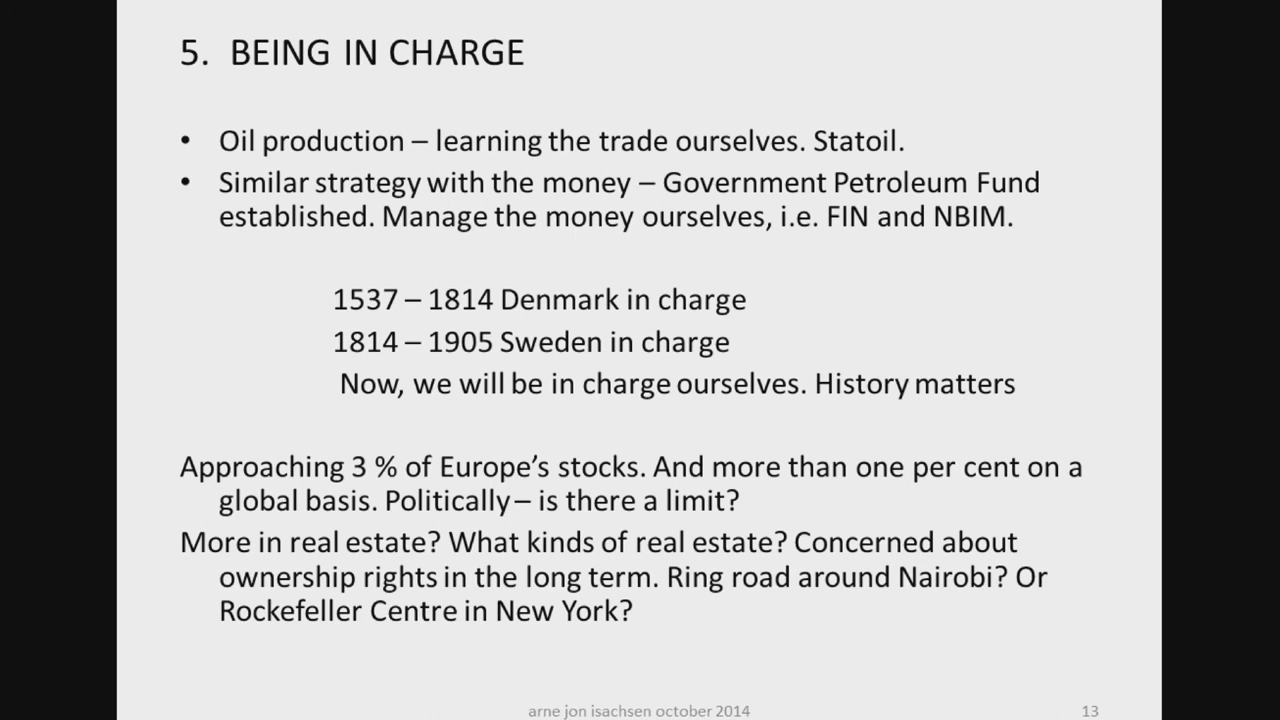 5. BEING IN CHARGE
• Oil production – learning the trade ourselves. Statoil.
• Similar strategy with the money – Government Petroleum Fund
established. Manage the money ourselves, i.e. FIN and NBIM.
1537 – 1814 Denmark in charge
1814 – 1905 Sweden in charge
Now, we will be in charge ourselves. History matters
Approaching 3 % of Europe’s stocks. And more than one per cent on a
global basis. Politically – is there a limit?
More in real estate? What kinds of real estate? Concerned about
ownership rights in the long term. Ring road around Nairobi? Or
Rockefeller Centre in New York?
arne jon isachsen october 2014
13